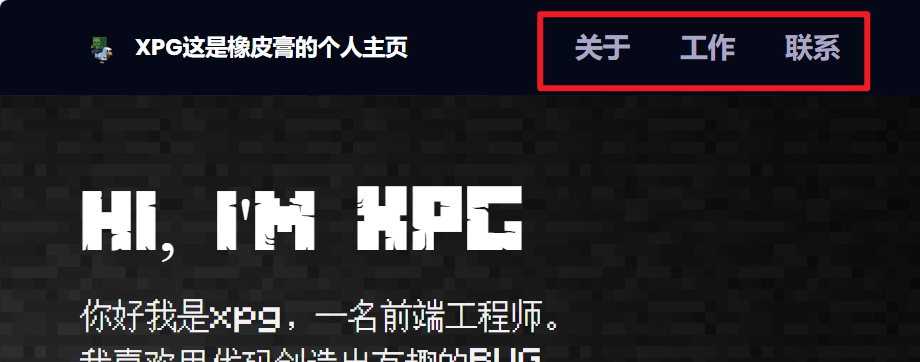 XPG这是橡皮膏的个人主页
关于 工作 联系
Hi, I'M XPG
你好我是xpg，一名前端工程师。
我喜欢用代码创造出有趣的BUG